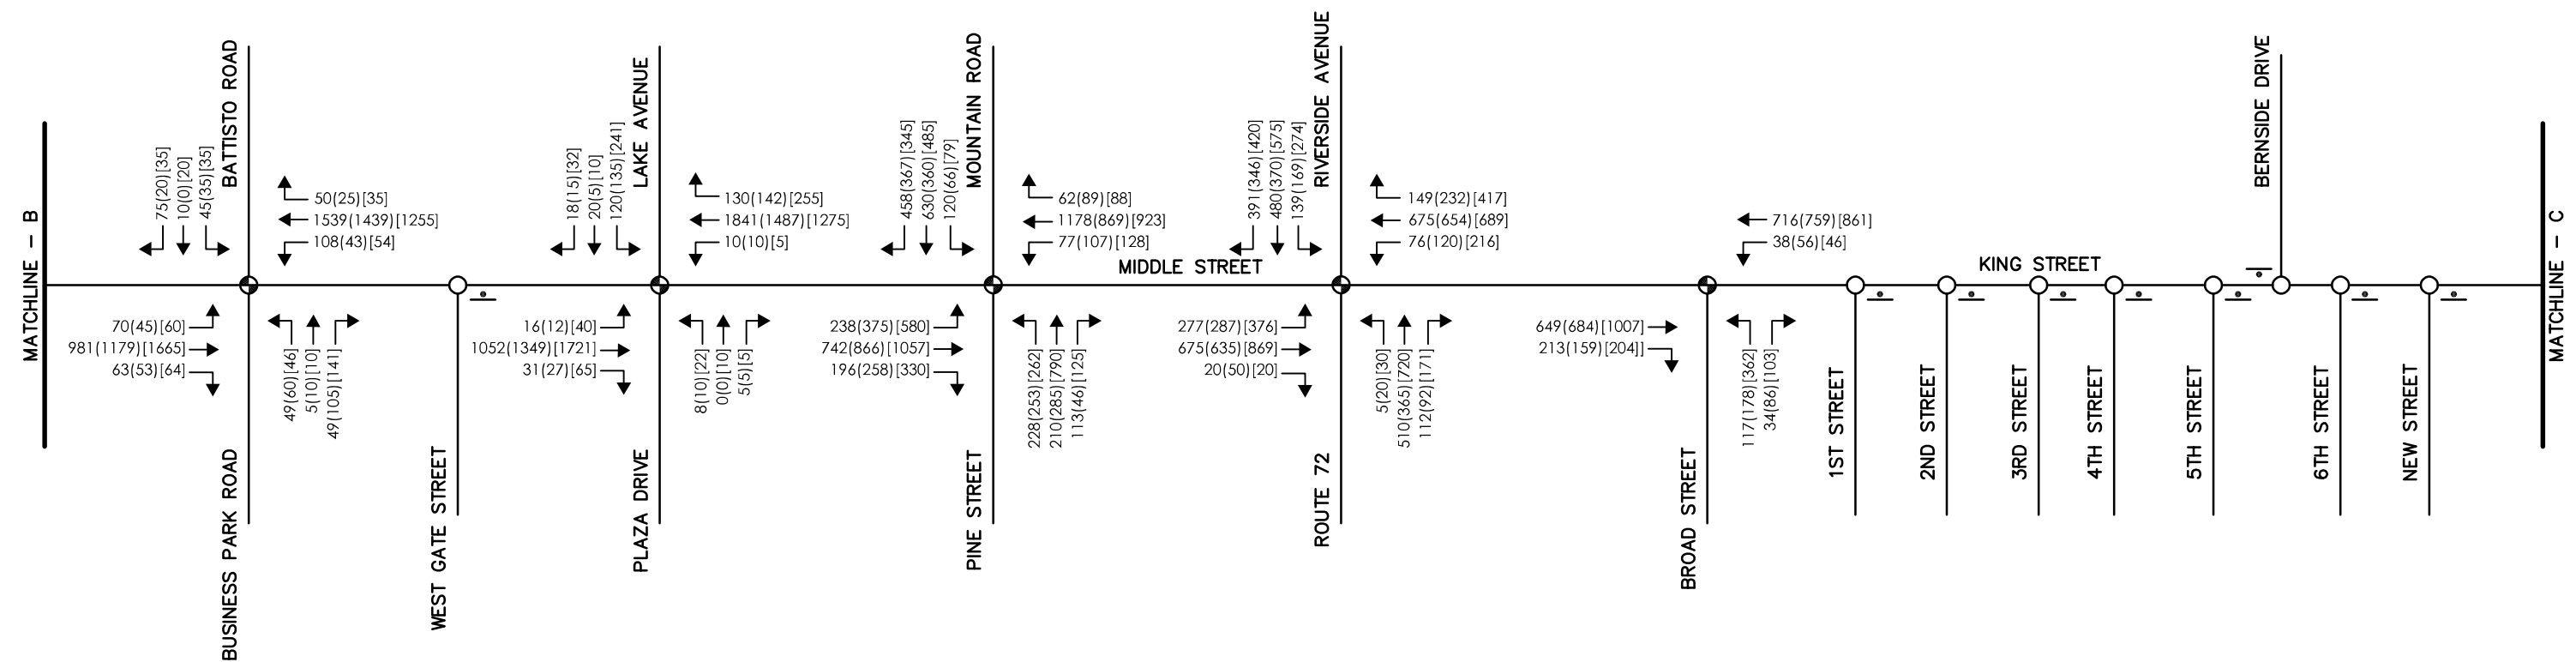 MATCHLINE - B
BATTISTO ROAD
75(20)[35]
10(0)[20]
45(35)[35]
50(25)[35]
1539(1439)[1255]
108(43)[54]
70(45)[60]
981(1179)[1665]
63(53)[64]
49(60)[46]
5(10)[10]
49(105)[141]
BUSINESS PARK ROAD
WEST GATE STREET
LAKE AVENUE
18(15)[32]
20(5)[10]
120(135)[241]
130(142)[255]
1841(1487)[1275]
10(10)[5]
16(12)[40]
1052(1349)[1721]
31(27)[65]
8(10)[22]
0(0)[10]
5(5)[5]
PLAZA DRIVE
MOUNTAIN ROAD
458(367)[345]
630(360)[485]
120(66)[79]
62(89)[88]
1178(869)[923]
77(107)[128]
238(375)[580]
742(866)[1057]
196(258)[330]
228(253)[262]
210(285)[790]
113(46)[125]
PINE STREET
MIDDLE STREET
RIVERSIDE AVENUE
391(346)[420]
480(370)[575]
139(169)[274]
149(232)[417]
675(654)[689]
76(120)[216]
277(287)[376]
675(635)[869]
20(50)[20]
5(20)[30]
510(365)[720]
112(92)[171]
ROUTE 72
716(759)[861]
38(56)[46]
649(684)[1007]
213(159)[204]]
117(178)[362]
34(86)[103]
BROAD STREET
KING STREET
1ST STREET
2ND STREET
3RD STREET
4TH STREET
5TH STREET
BERNSIDE DRIVE
6TH STREET
NEW STREET
MATCHLINE - C